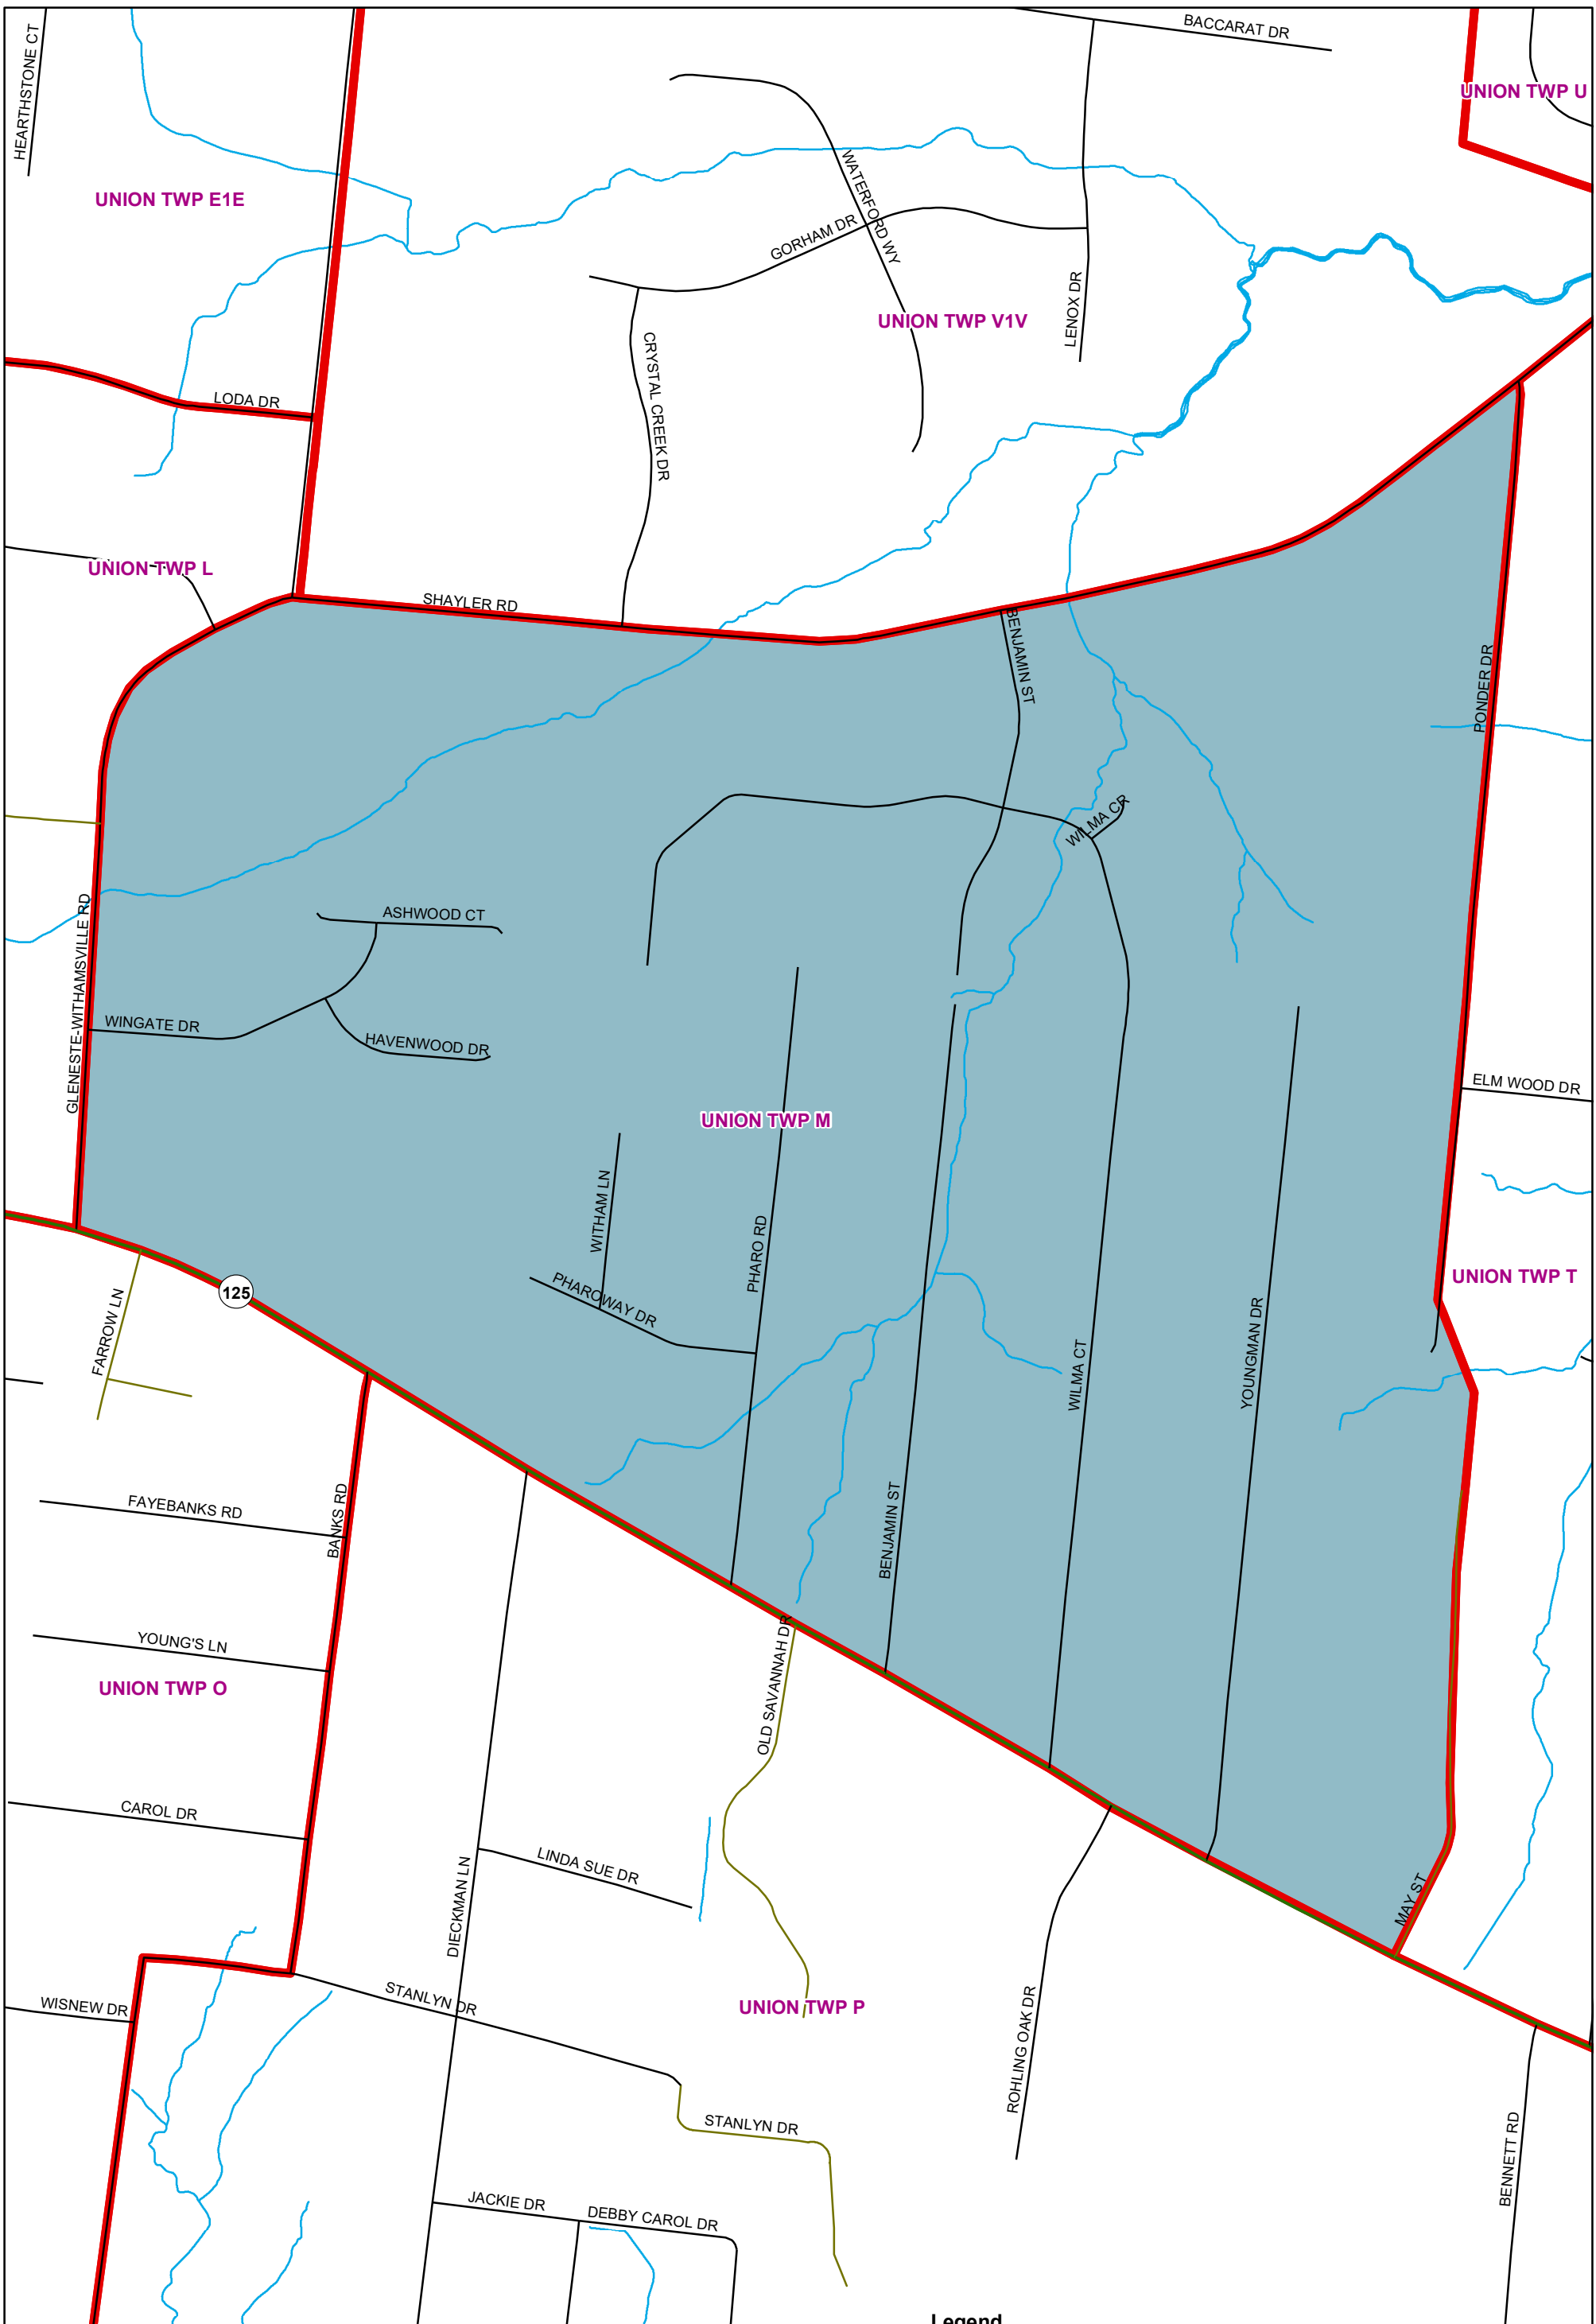 BACCARAT DR
HEARTHSTONE CT
UNION TWP U
UNION TWP E1E
WATERFORD WY
GORHAM DR
LENOX DR
UNION TWP V1V
CRYSTAL CREEK DR
LODA DR
UNION TWP L
SHAYLER RD
BENJAMIN ST
PONDER DR
WILMA CR
ASHWOOD CT
GLENESTE-WITHAMSVILLE RD
WINGATE DR
HAVENWOOD DR
ELM WOOD DR
UNION TWP M
WITHAM LN
PHARO RD
UNION TWP T
PHAROWAY DR
125
FARROW LN
YOUNGMAN DR
WILMA CT
BENJAMIN ST
FAYEBANKS RD
BANKS RD
YOUNG'S LN
OLD SAVANNAH DR
UNION TWP O
CAROL DR
LINDA SUE DR
MAY ST
DIECKMAN LN
STANLYN DR
WISNEW DR
UNION TWP P
ROHLING OAK DR
STANLYN DR
BENNETT RD
JACKIE DR
DEBBY CAROL DR
Legend